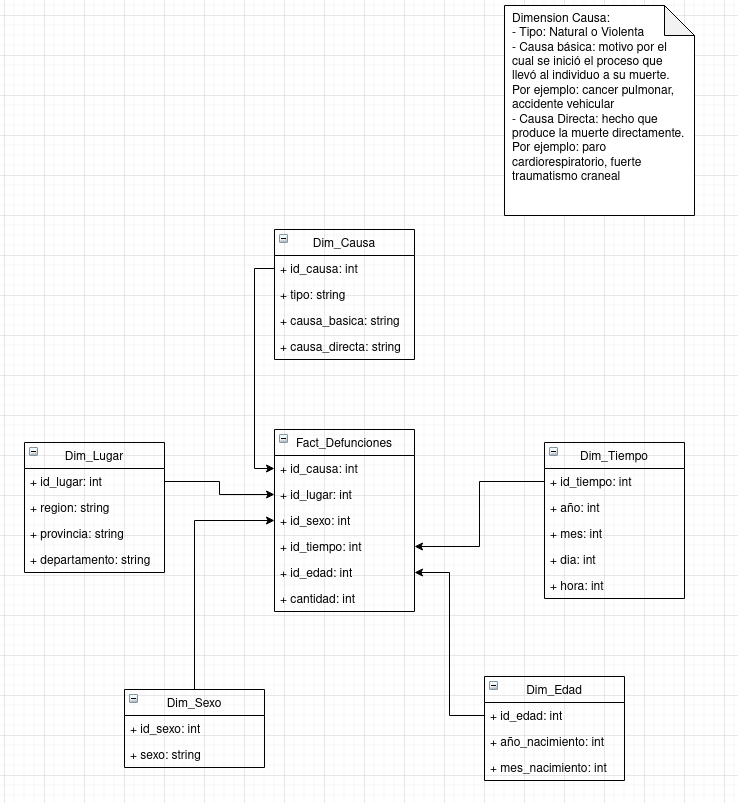 Dimension Causa:
- Tipo: Natural o Violenta
- Causa básica: motivo por el
cual se inició el proceso que
llevó al individuo a su muerte.
Por ejemplo: cancer pulmonar,
accidente vehicular
- Causa Directa: hecho que
produce la muerte directamente.
Por ejemplo: paro
cardiorespiratorio, fuerte
traumatismo craneal
Dim_Causa
+ id_causa: int
+ tipo: string
+ causa_basica: string
+ causa_directa: string
Dim_Lugar
+ id_lugar: int
+ region: string
+ provincia: string
+ departamento: string
Fact_Defunciones
+ id_causa: int
+ id_lugar: int
+ id_sexo: int
+ id_tiempo: int
+ id_edad: int
+ cantidad: int
Dim_Tiempo
+ id_tiempo: int
+ año: int
+ mes: int
+ dia: int
+ hora: int
Dim_Sexo
+ id_sexo: int
+ sexo: string
Dim_Edad
+ id_edad: int
+ año_nacimiento: int
+ mes_nacimiento: int